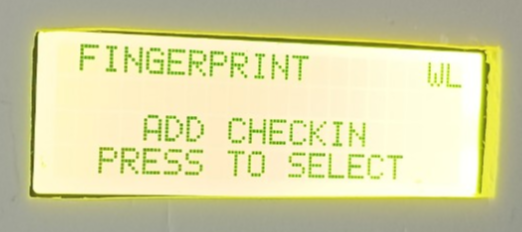 FINGERPRINT WL
ADD CHECKIN
PRESS TO SELECT